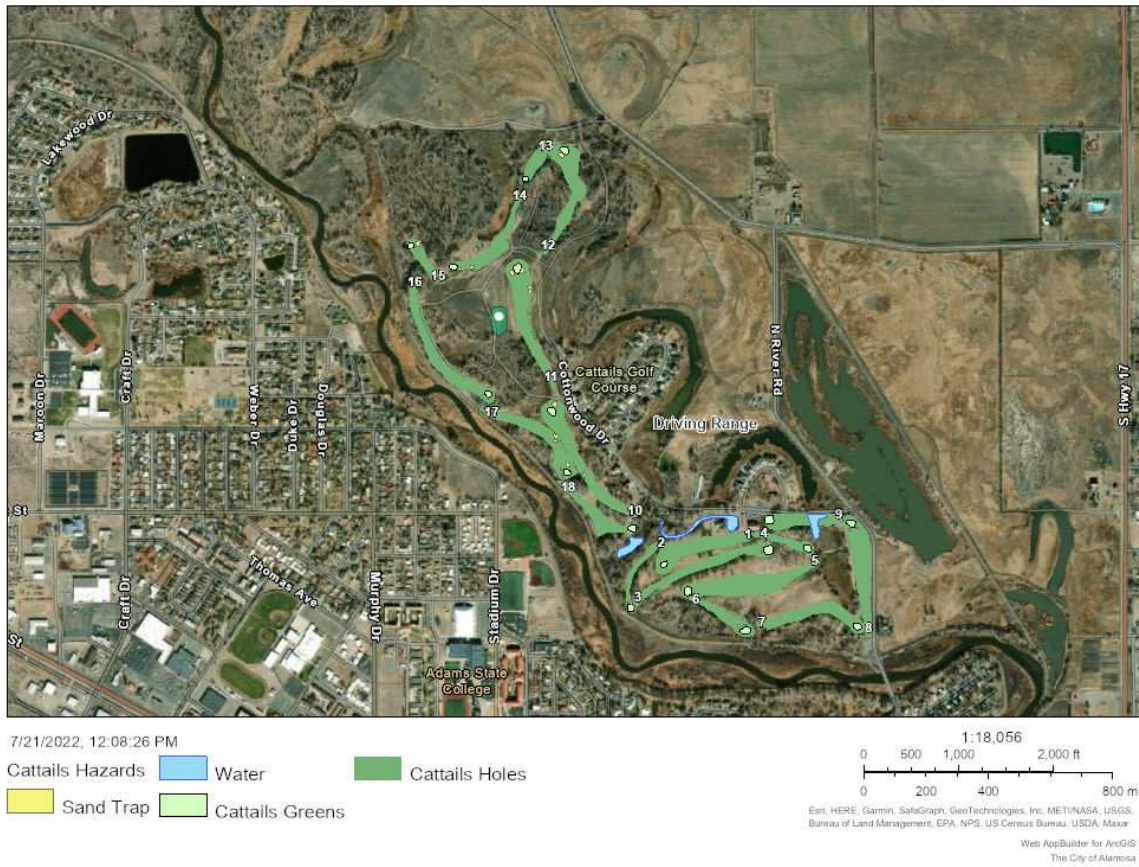 Lakewood Dr
13
14
12
15
16
N River Rd
S Hwy 17
11
Cattails Golf
Course
Cottonwood Dr
Maroon Dr
Craft Dr
Weber Dr
Duke Dr
Douglas Dr
17
Driving Range
18
10
St
1
4
9
2
5
3
6
7
8
Thomas Ave
Craft Dr
Murphy Dr
Stadium Dr
St
Adams State
College
7/21/2022, 12:08:26 PM
Cattails Hazards
Water
Cattails Holes
Sand Trap
Cattails Greens
1:18,056
0 500 1,000 2,000 ft
0 200 400 800 m
Esri, HERE, Garmin, SafeGraph, GeoTechnologies, Inc, METI/NASA, USGS,
Bureau of Land Management, EPA, NPS, US Census Bureau, USDA, Maxar
Web AppBuilder for ArcGIS
The City of Alamosa